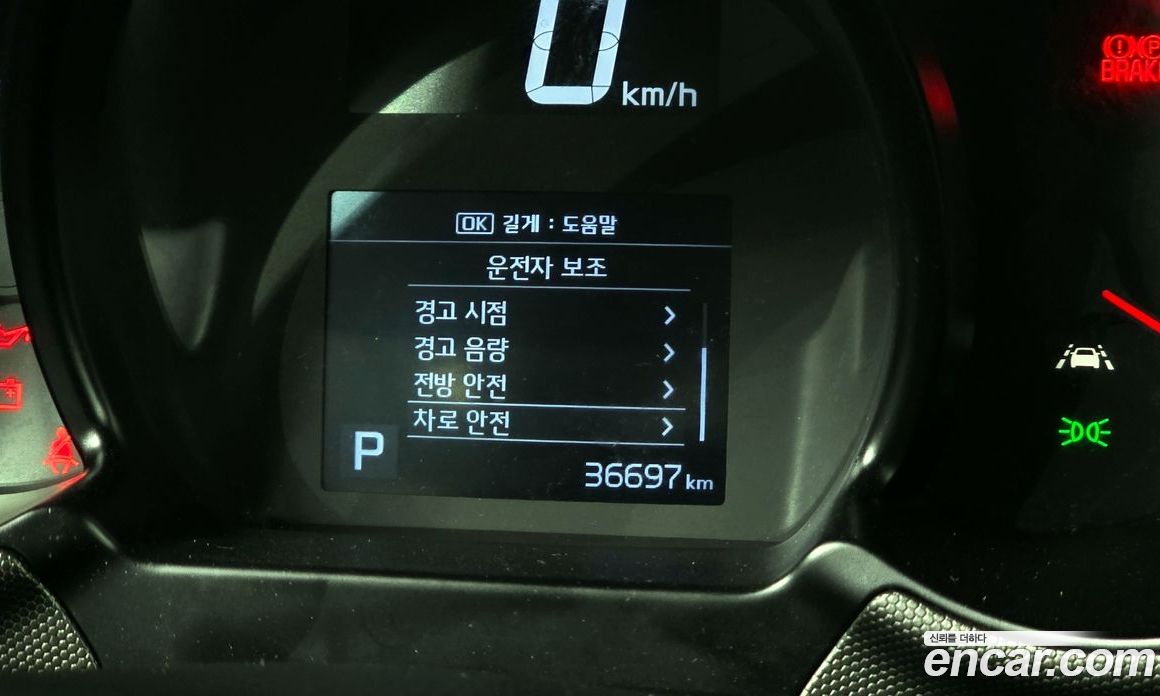 0 km/h
BRAKE
OK 길게 : 도움말
운전자 보조
경고 시점
경고 음량
전방 안전
차로 안전
P
36697 km
신뢰를 더하다
encar.com